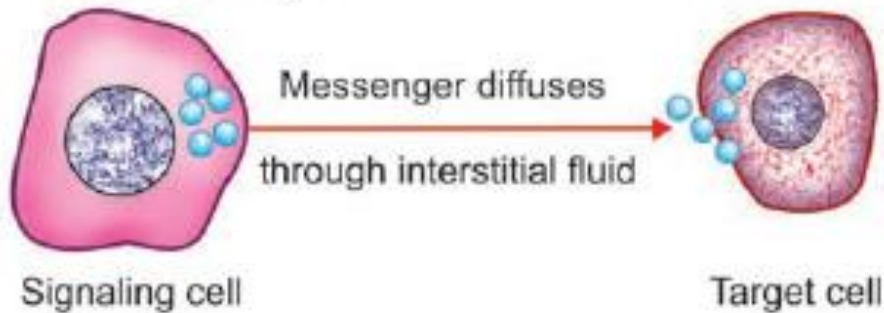 Messenger diffuses
through interstitial fluid
Signaling cell
Target cell